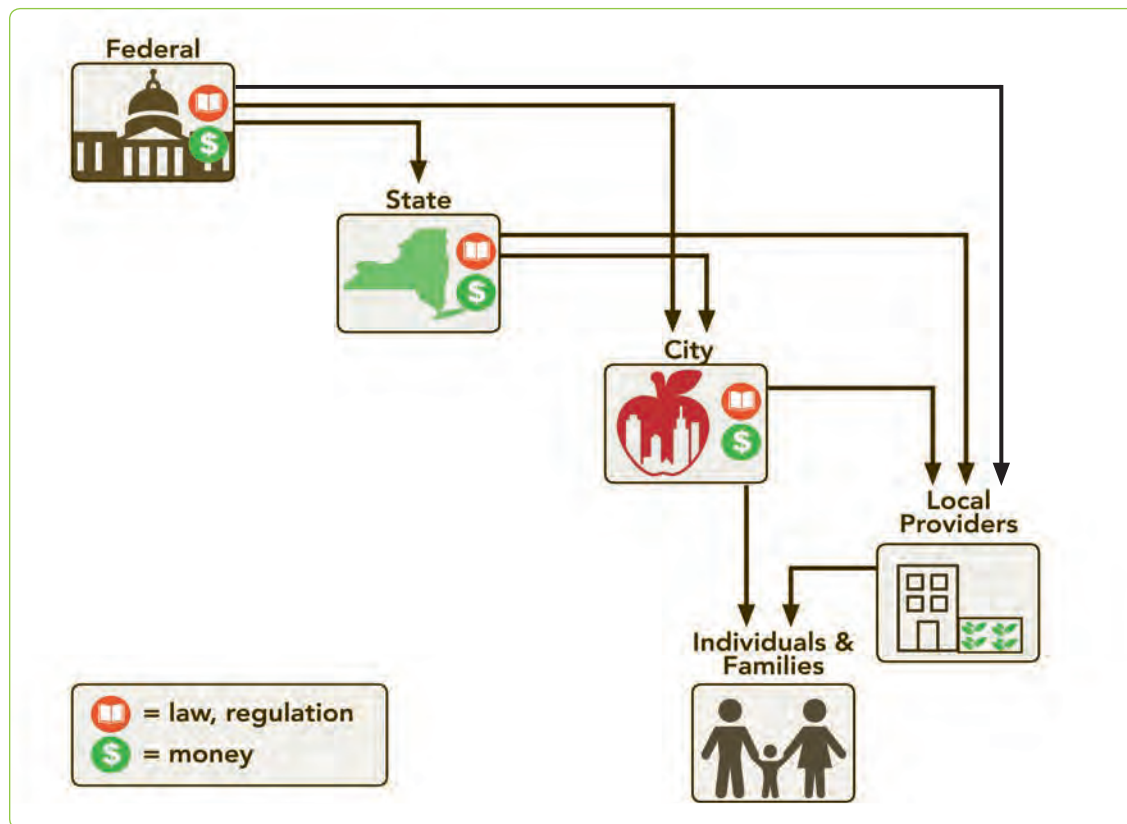 Federal
State
City
Local
Providers
Individuals &
Families
= law, regulation
$ = money